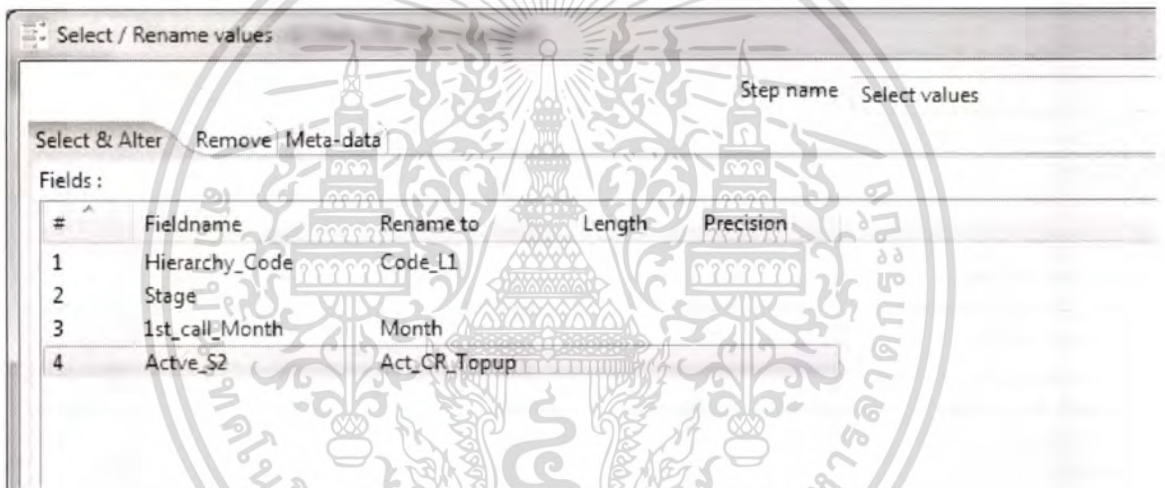 Select / Rename values
Step name Select values
Select & Alter Remove Meta-data
Fields :
# Fieldname Rename to Length Precision
1 Hierarchy_Code Code_L1
2 Stage
3 1st_call_Month Month
4 Actve_S2 Act_CR_Topup